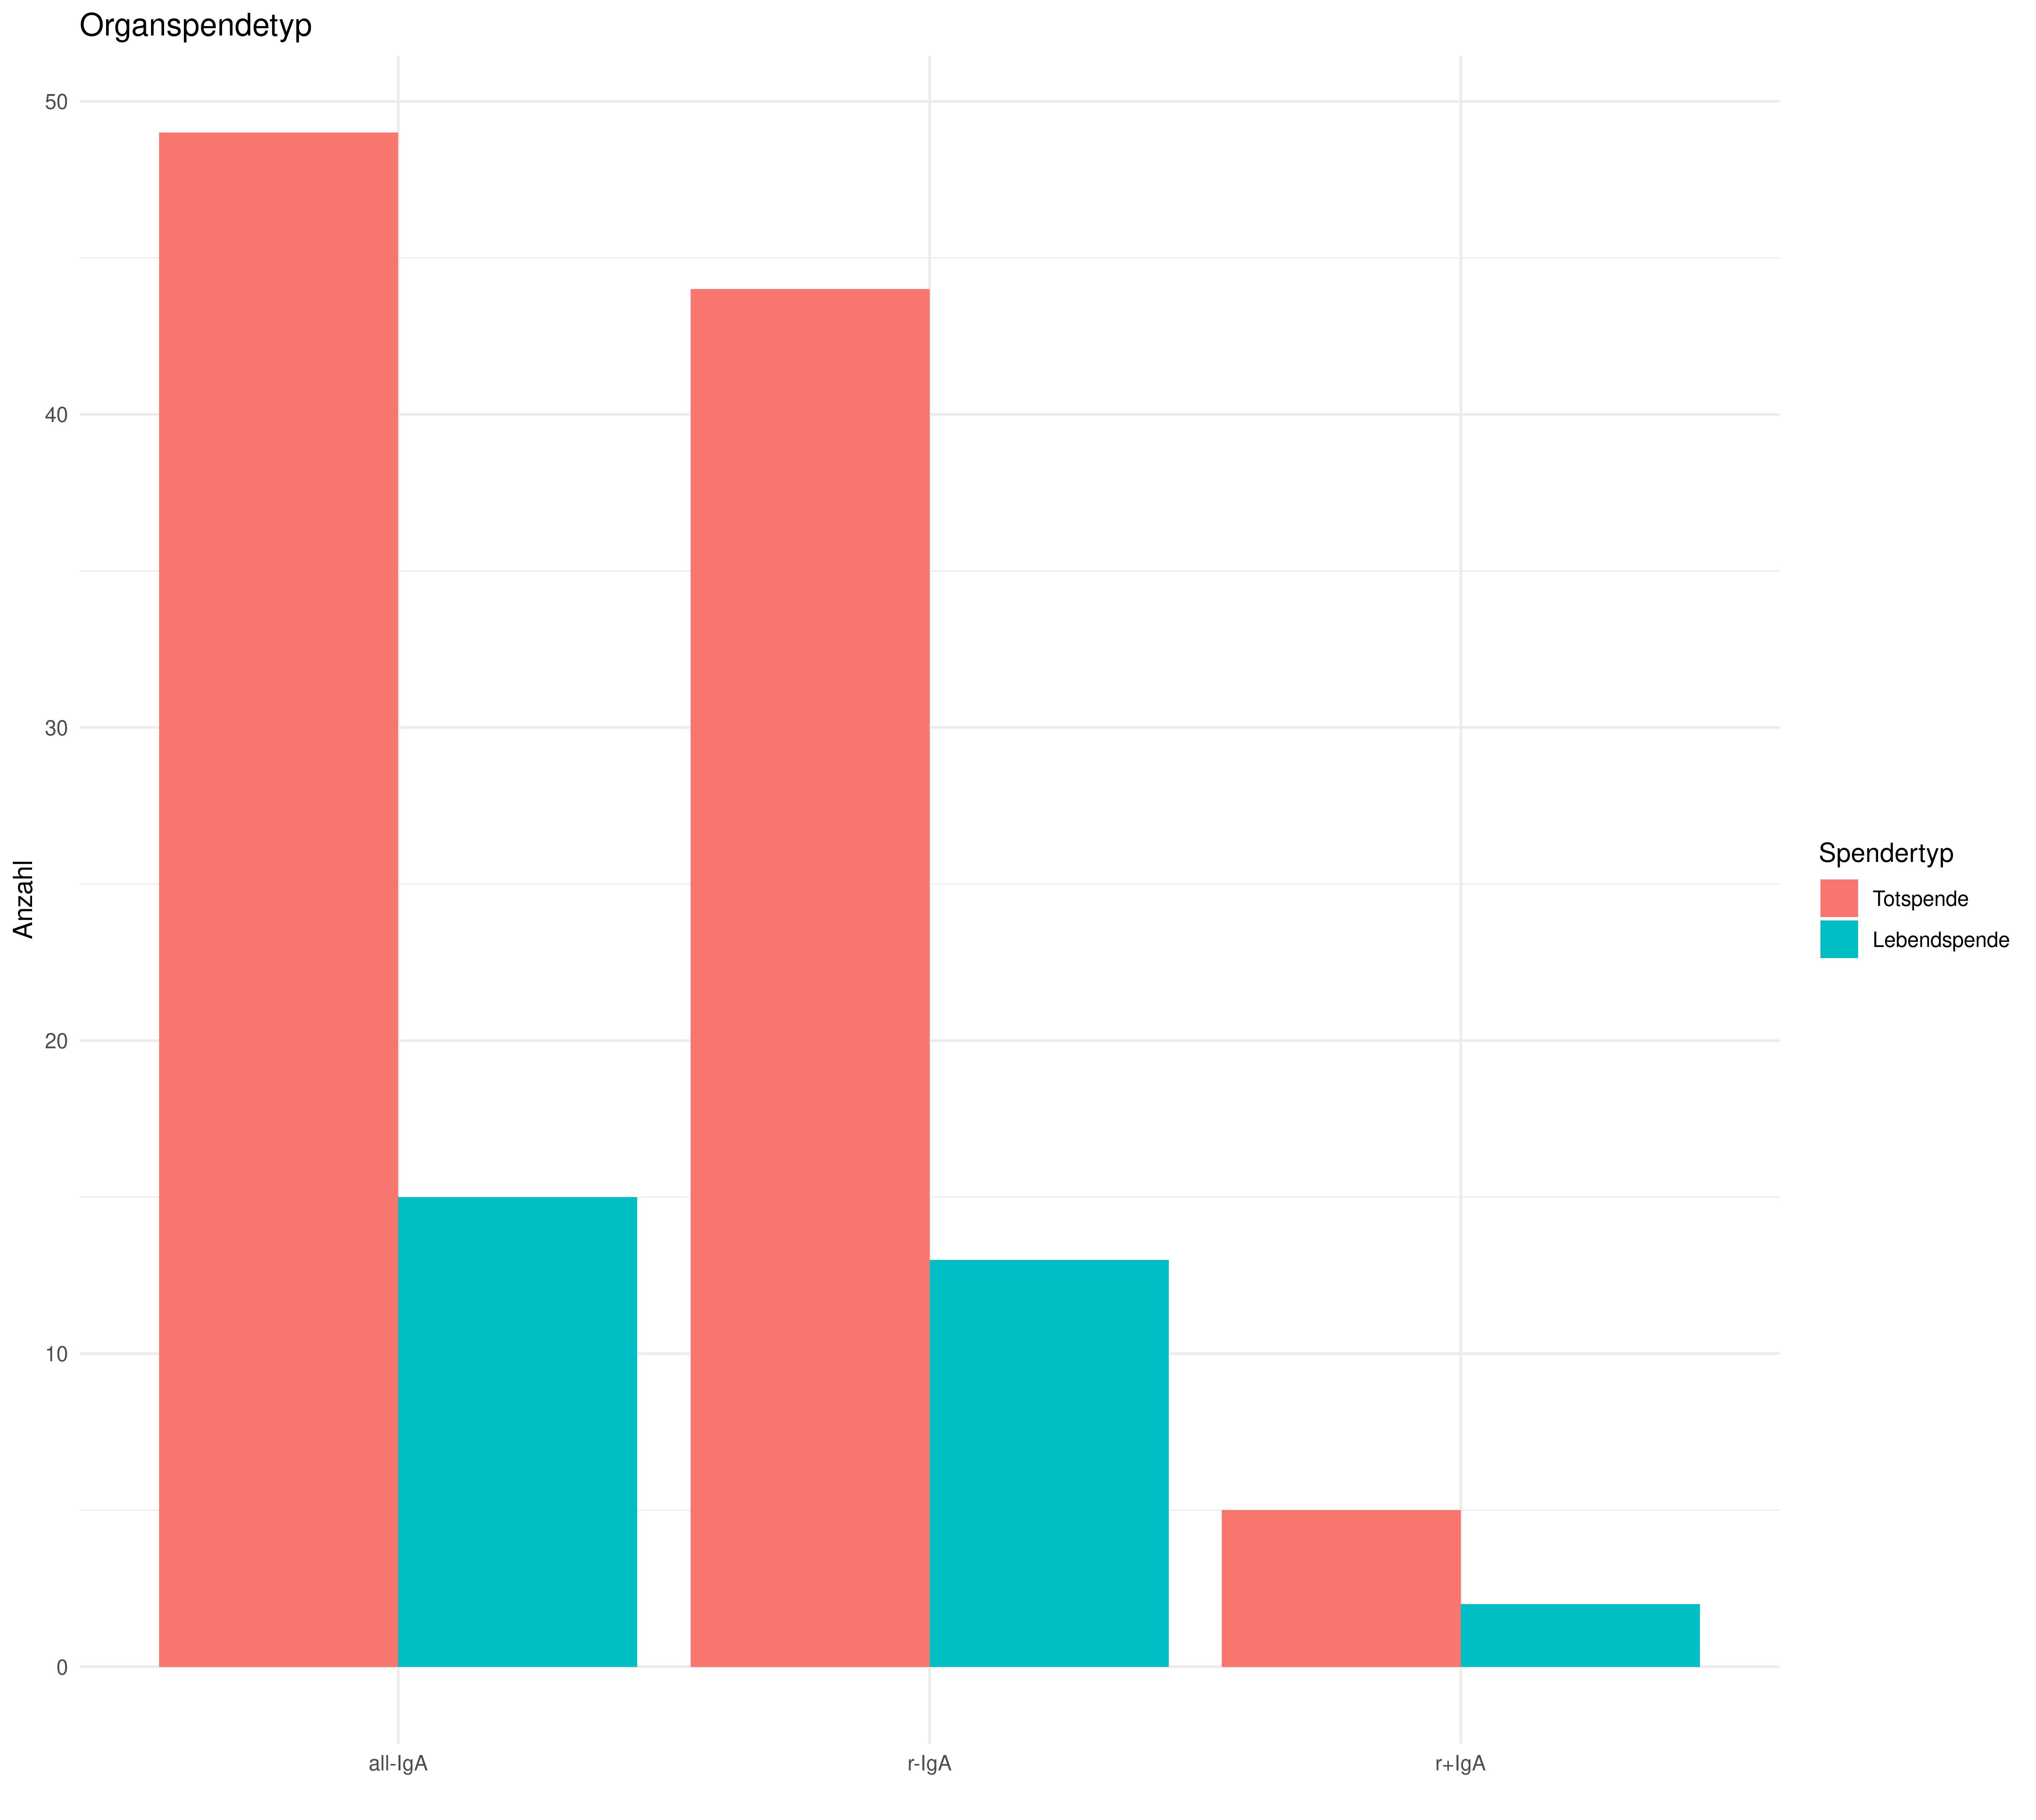 Organspendetyp
50
40
30
20
10
0
Anzahl
all-IgA
r-IgA
r+IgA
Spendertyp
Totspende
Lebendspende